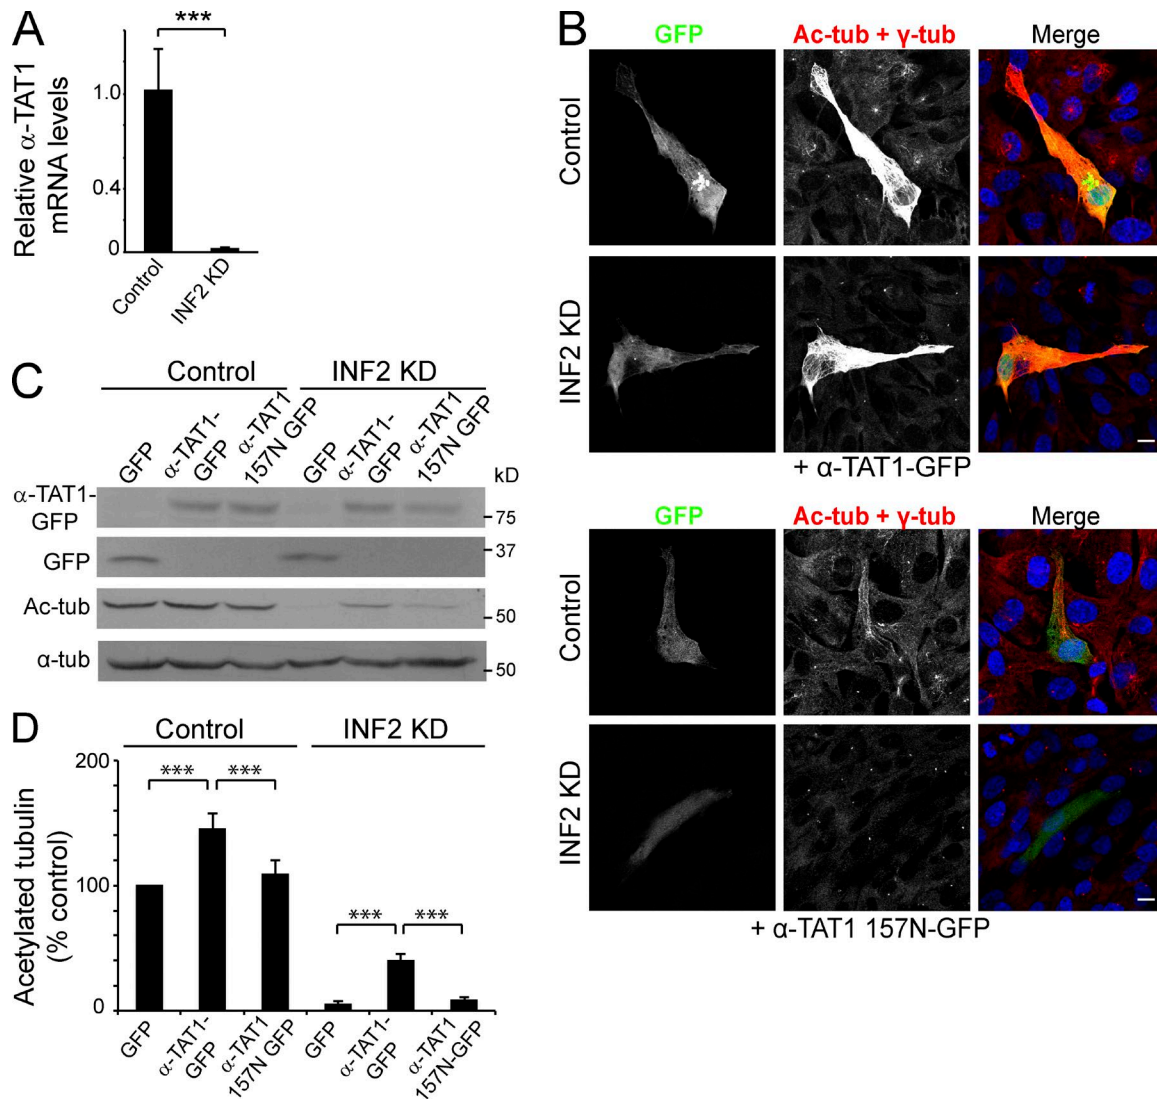 A
***
Relative α-TAT1
mRNA levels
1.0
0.4
0
Control
INF2 KD
B
GFP
Ac-tub + γ-tub
Merge
Control
INF2 KD
+ α-TAT1-GFP
GFP
Ac-tub + γ-tub
Merge
Control
INF2 KD
+ α-TAT1 157N-GFP
C
Control
INF2 KD
GFP
α-TAT1-
GFP
α-TAT1
157N GFP
GFP
α-TAT1-
GFP
α-TAT1
157N GFP
kD
α-TAT1-
GFP
75
GFP
37
Ac-tub
50
α-tub
50
D
Control
INF2 KD
***
***
***
***
Acetylated tubulin
(% control)
200
100
0
GFP
α-TAT1-
GFP
α-TAT1
157N GFP
GFP
α-TAT1-
GFP
α-TAT1
157N-GFP